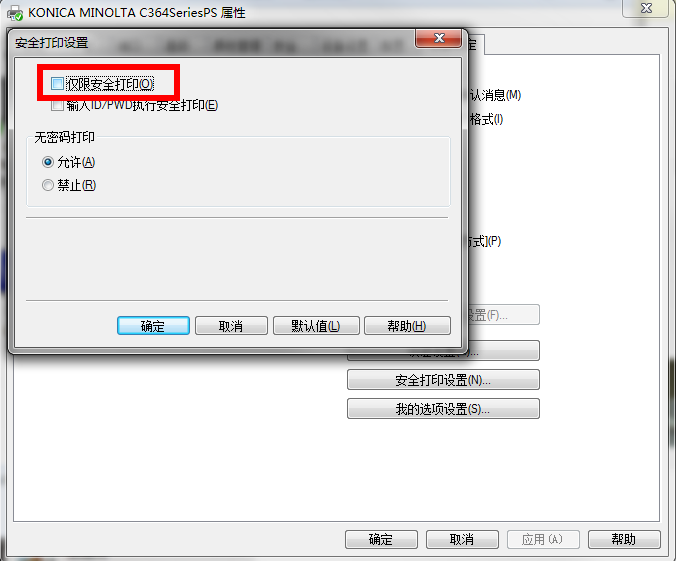 KONICA MINOLTA C364SeriesPS 属性
安全打印设置
定
仅限安全打印(O)
认消息(M)
输入ID/PWD执行安全打印(E)
格式(I)
无密码打印
允许(A)
禁止(R)
方式](P)
设置(F)...
确定 取消 默认值(L) 帮助(H)
安全打印设置(N)...
我的选项设置(S)...
确定 取消 应用(A) 帮助